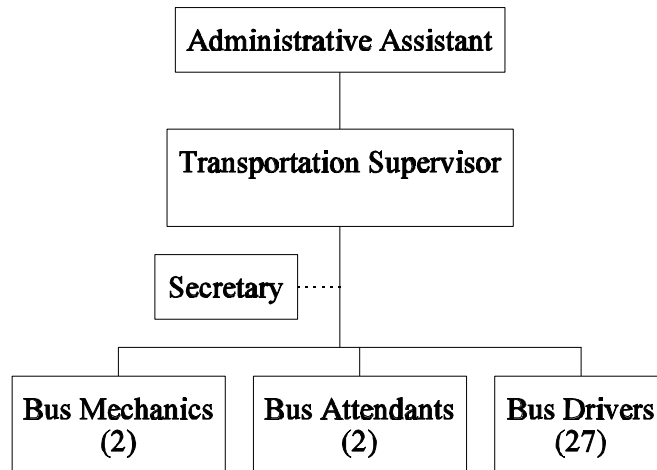 Administrative Assistant
Transportation Supervisor
Secretary
Bus Mechanics
(2)
Bus Attendants
(2)
Bus Drivers
(27)